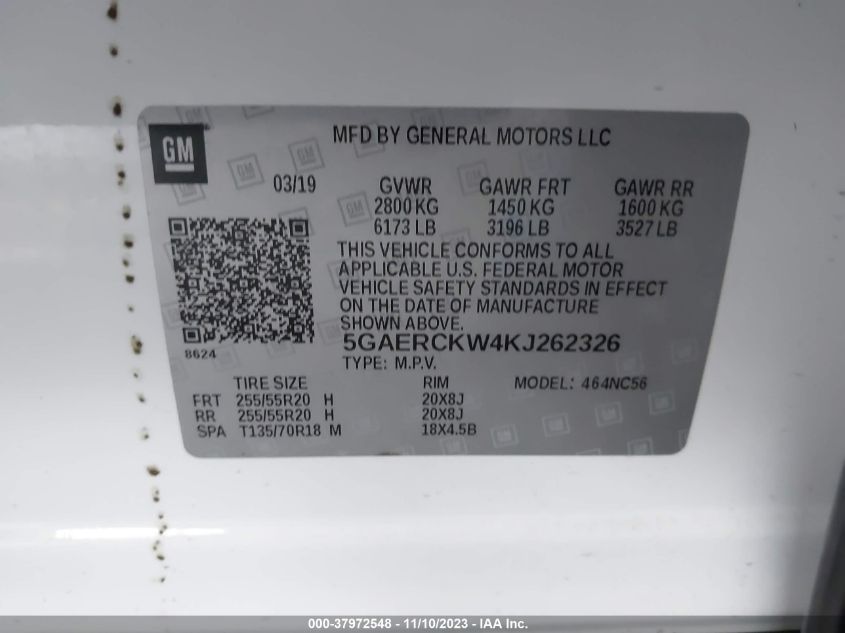 GM
MFD BY GENERAL MOTORS LLC
03/19 GVWR GAWR FRT GAWR RR
2800 KG 1450 KG 1600 KG
6173 LB 3196 LB 3527 LB
THIS VEHICLE CONFORMS TO ALL
APPLICABLE U.S. FEDERAL MOTOR
VEHICLE SAFETY STANDARDS IN EFFECT
ON THE DATE OF MANUFACTURE
SHOWN ABOVE.
8624
5GAERCKW4KJ262326
TYPE: M.P.V.
TIRE SIZE RIM MODEL: 464NC56
FRT 255/55R20 H 20X8J
RR 255/55R20 H 20X8J
SPA T135/70R18 M 18X4.5B
000-37972548 - 11/10/2023 - IAA Inc.